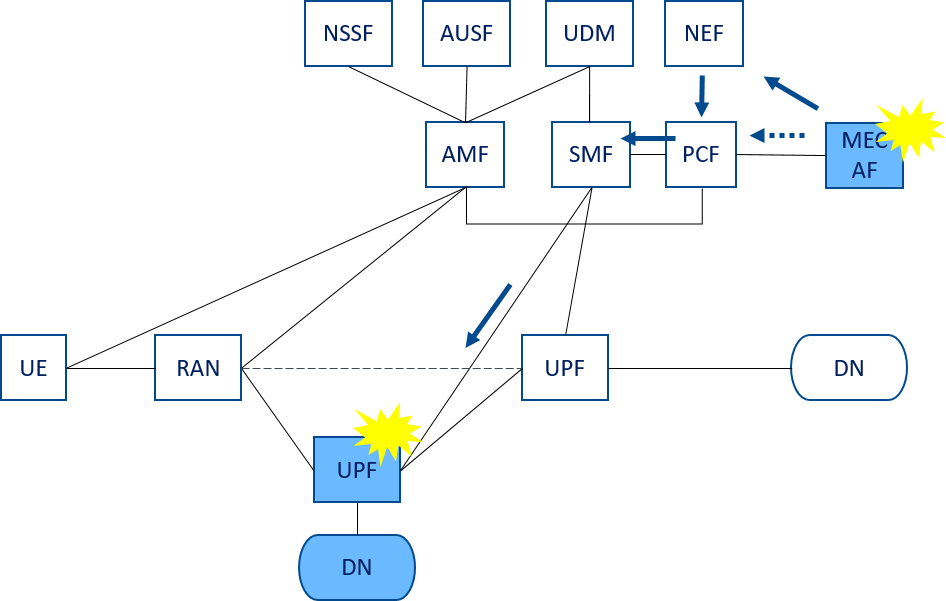 NSSF
AUSF
UDM
NEF
AMF
SMF
PCF
MEC
AF
UE
RAN
UPF
DN
UPF
DN